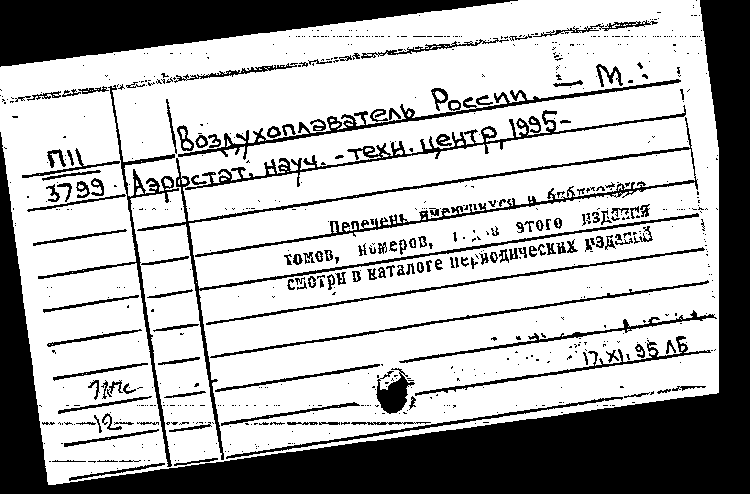 Воздухоплаватель России. — М.:
П11
3799 Аэростат. науч. - техн. центр, 1995-
Перечень имеющихся в библиотеке
томов, номеров, годов этого издания
смотри в каталоге периодических изданий
17.XI.95 ЛБ
12